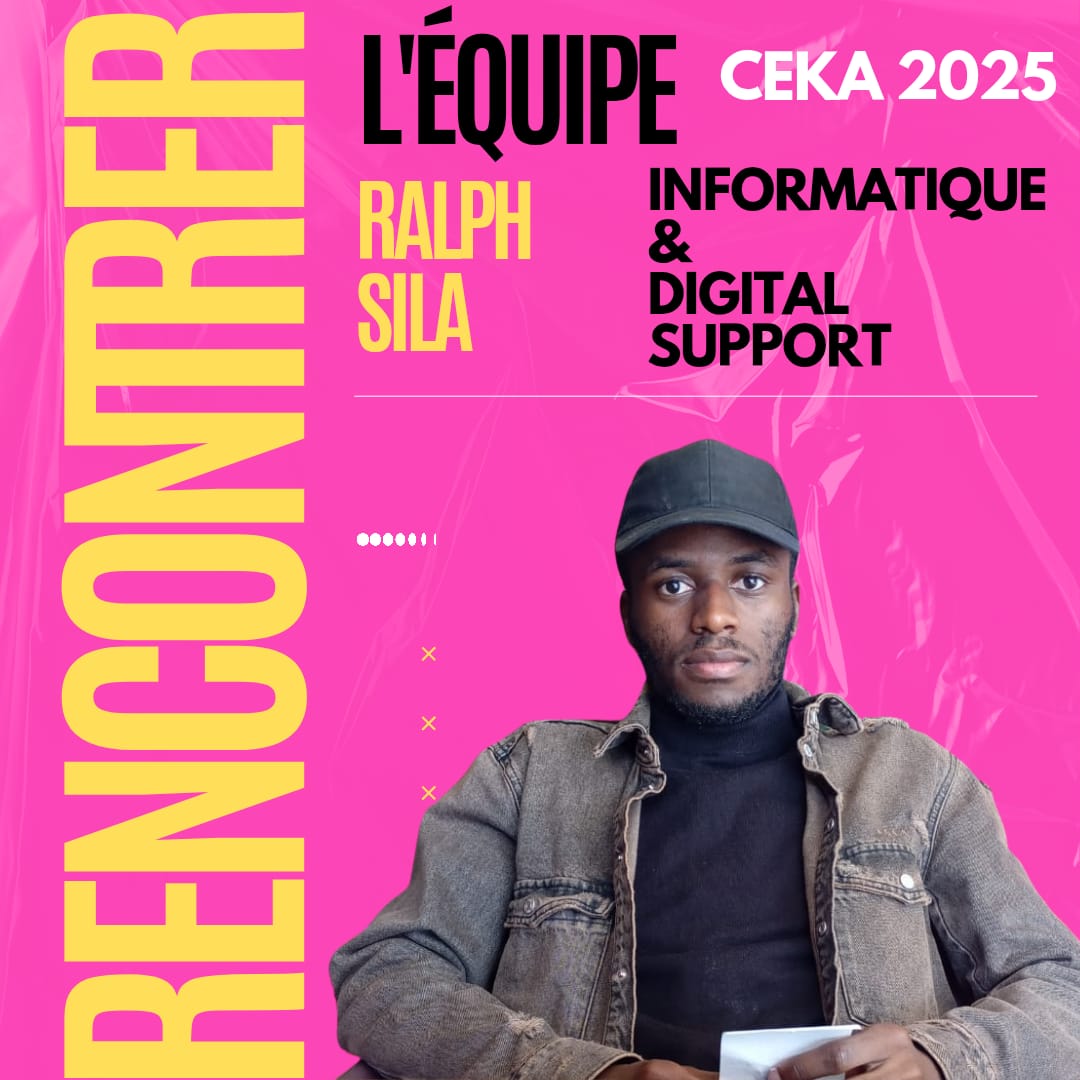 RENCONTRER
L'ÉQUIPE
CEKA 2025
RALPH
SILA
INFORMATIQUE
&
DIGITAL
SUPPORT